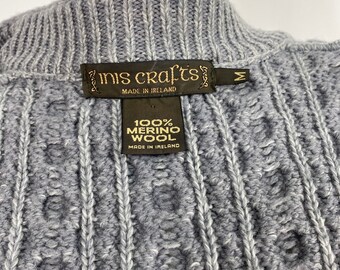 INIS CRAFTS
MADE IN IRELAND
M
100%
MERINO
WOOL
MADE IN IRELAND